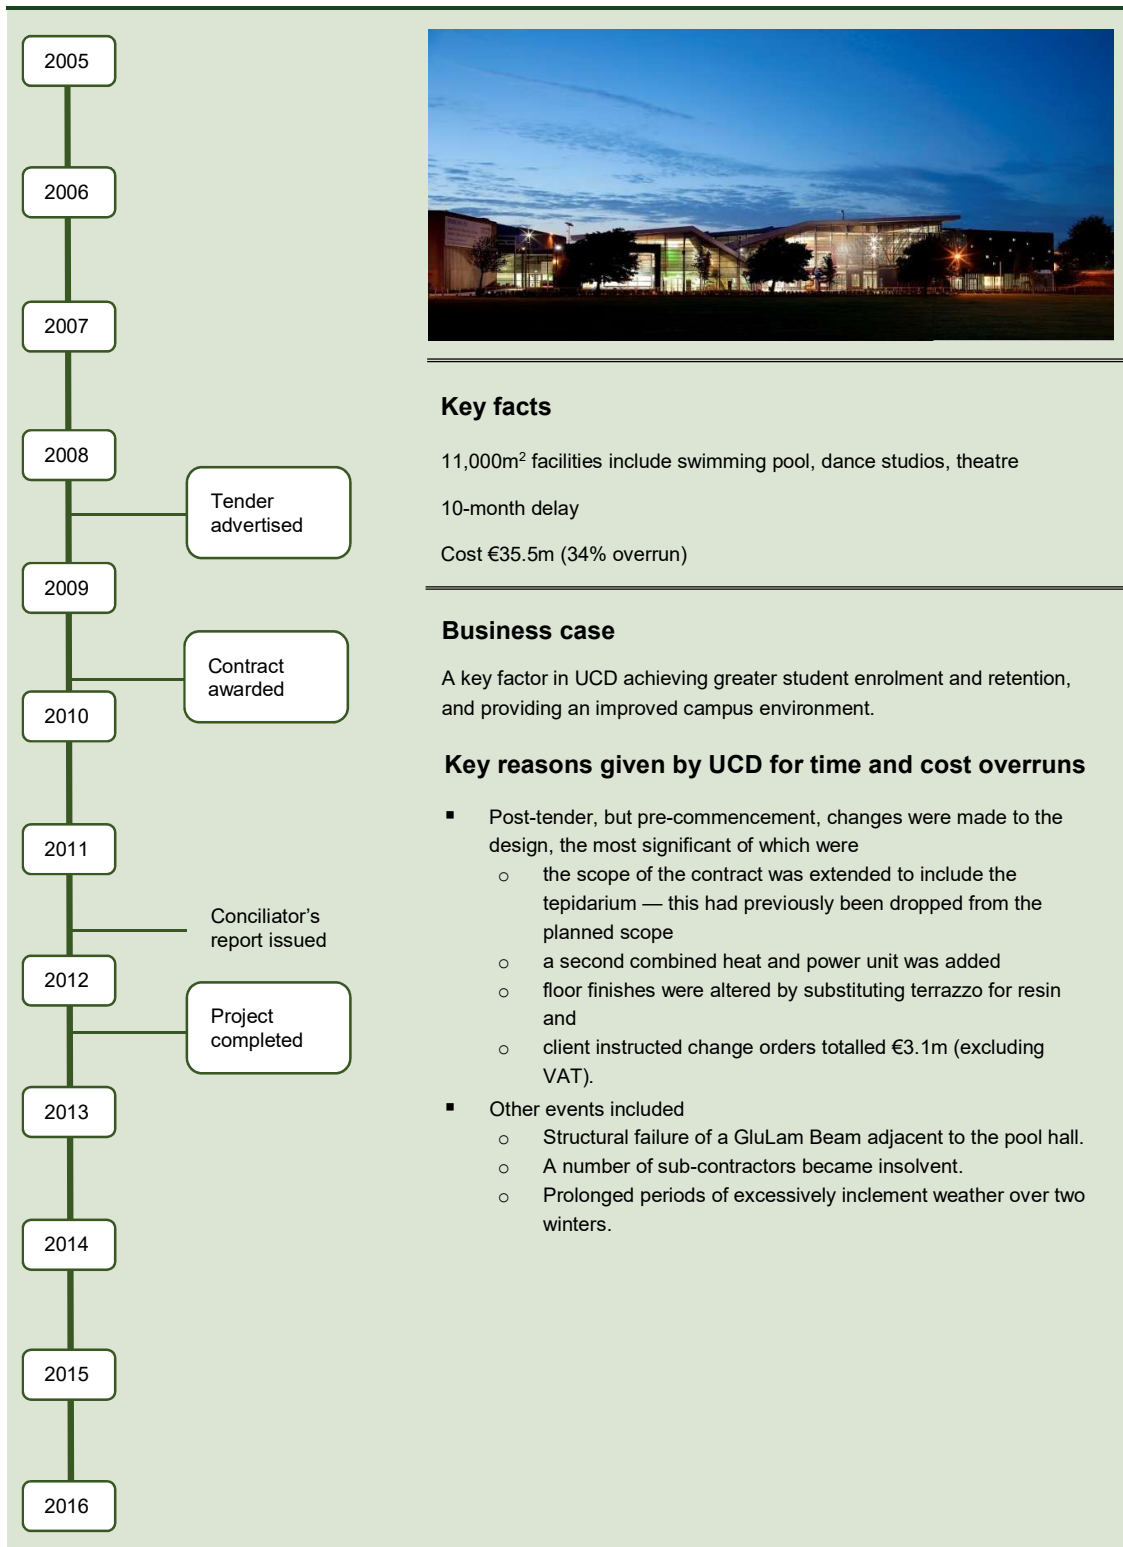 2005
2006
2007
2008
Tender
advertised
2009
Contract
awarded
2010
2011
Conciliator’s
report issued
2012
Project
completed
2013
2014
2015
2016
Key facts
11,000m² facilities include swimming pool, dance studios, theatre
10-month delay
Cost €35.5m (34% overrun)
Business case
A key factor in UCD achieving greater student enrolment and retention,
and providing an improved campus environment.
Key reasons given by UCD for time and cost overruns
▪ Post-tender, but pre-commencement, changes were made to the
design, the most significant of which were
o the scope of the contract was extended to include the
tepidarium — this had previously been dropped from the
planned scope
o a second combined heat and power unit was added
o floor finishes were altered by substituting terrazzo for resin
and
o client instructed change orders totalled €3.1m (excluding
VAT).
▪ Other events included
o Structural failure of a GluLam Beam adjacent to the pool hall.
o A number of sub-contractors became insolvent.
o Prolonged periods of excessively inclement weather over two
winters.